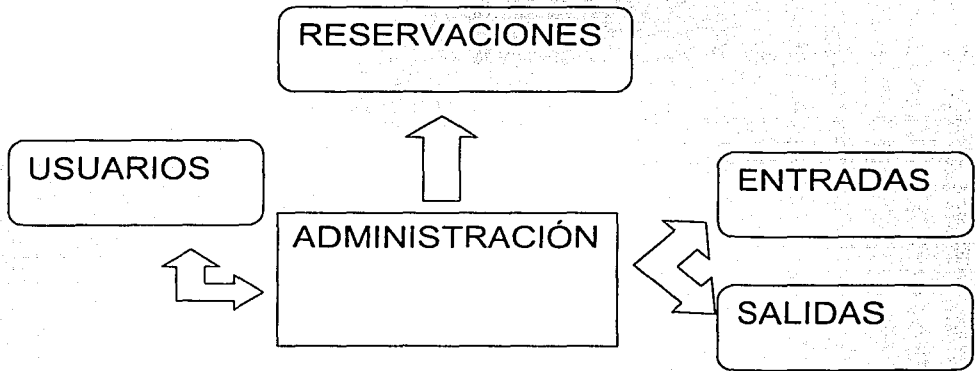 RESERVACIONES
USUARIOS
ENTRADAS
ADMINISTRACIÓN
SALIDAS